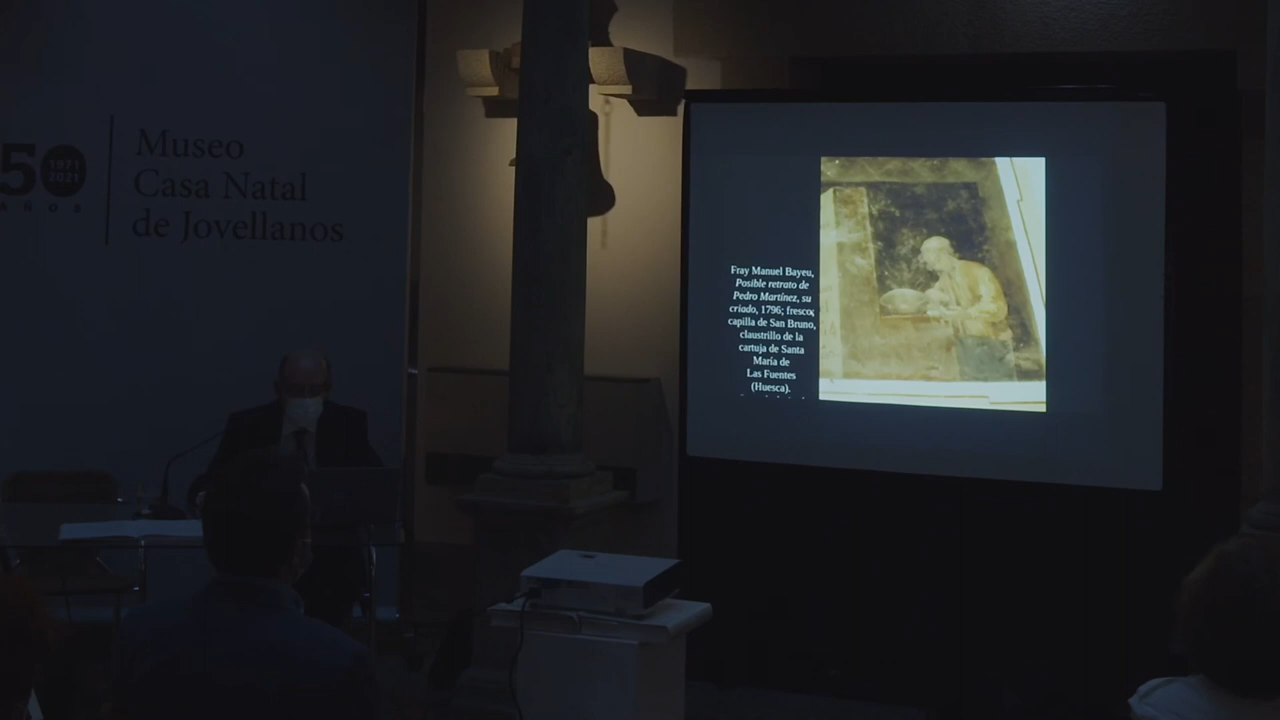 50
1971
2021
AÑOS
Museo
Casa Natal
de Jovellanos
Fray Manuel Bayeu,
Posible retrato de
Pedro Martínez, su
criado, 1796; fresco,
capilla de San Bruno,
claustrillo de la
cartuja de Santa
María de
Las Fuentes
(Huesca).